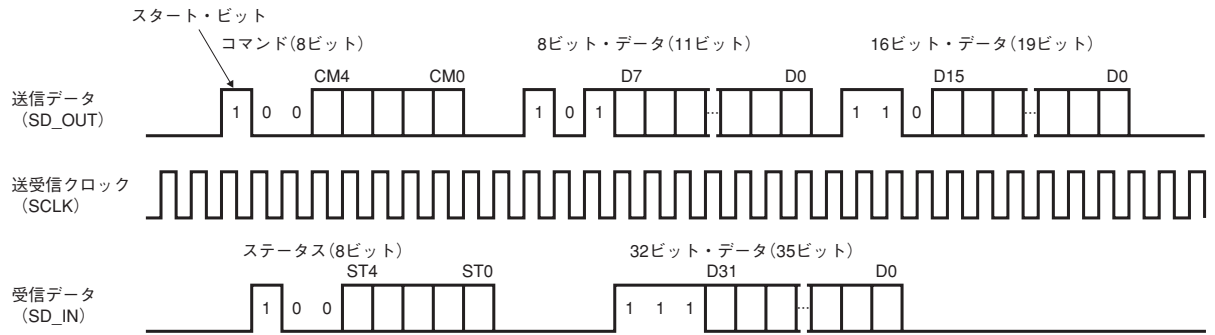 スタート・ビット
コマンド(8ビット)
8ビット・データ(11ビット)
16ビット・データ(19ビット)
CM4 CM0 D7 D0 D15 D0
送信データ
(SD_OUT)
1 0 0 1 0 1 … 1 1 0 …
送受信クロック
(SCLK)
ステータス(8ビット)
32ビット・データ(35ビット)
ST4 ST0 D31 D0
受信データ
(SD_IN)
1 0 0 1 1 1 …